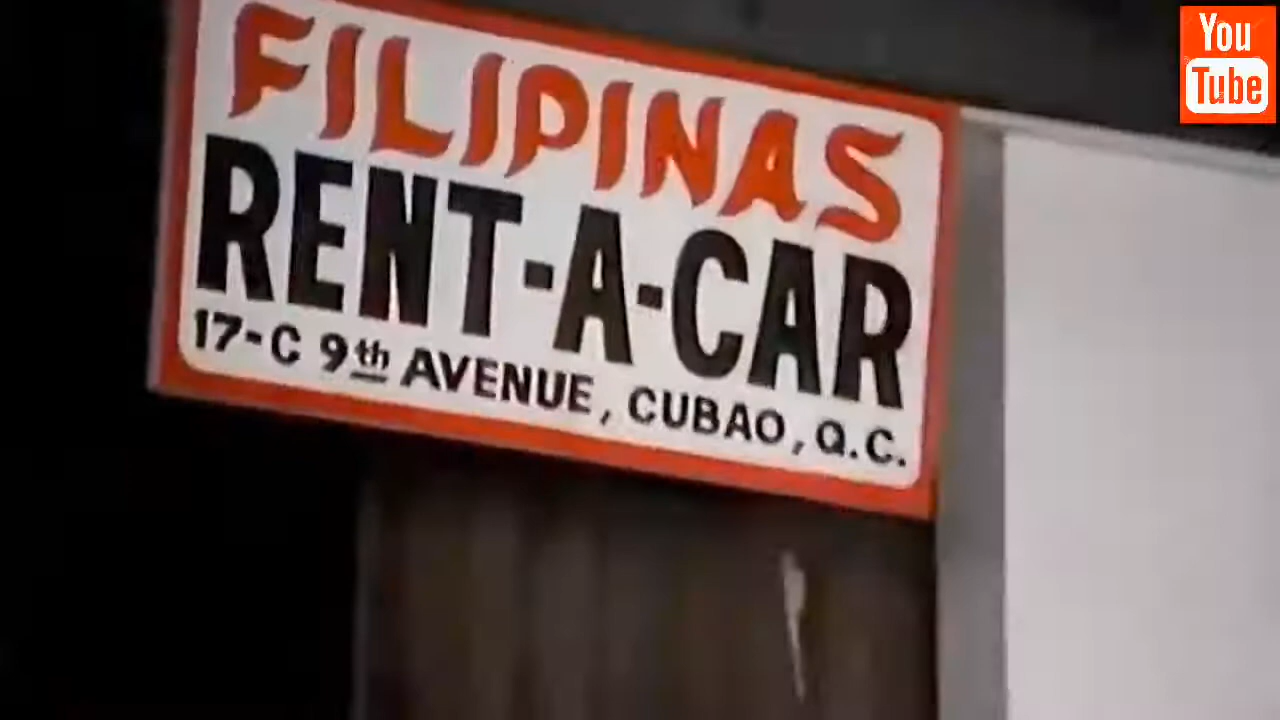 You
Tube
FILIPINAS
RENT-A-CAR
17-C 9th AVENUE, CUBAO, Q.C.